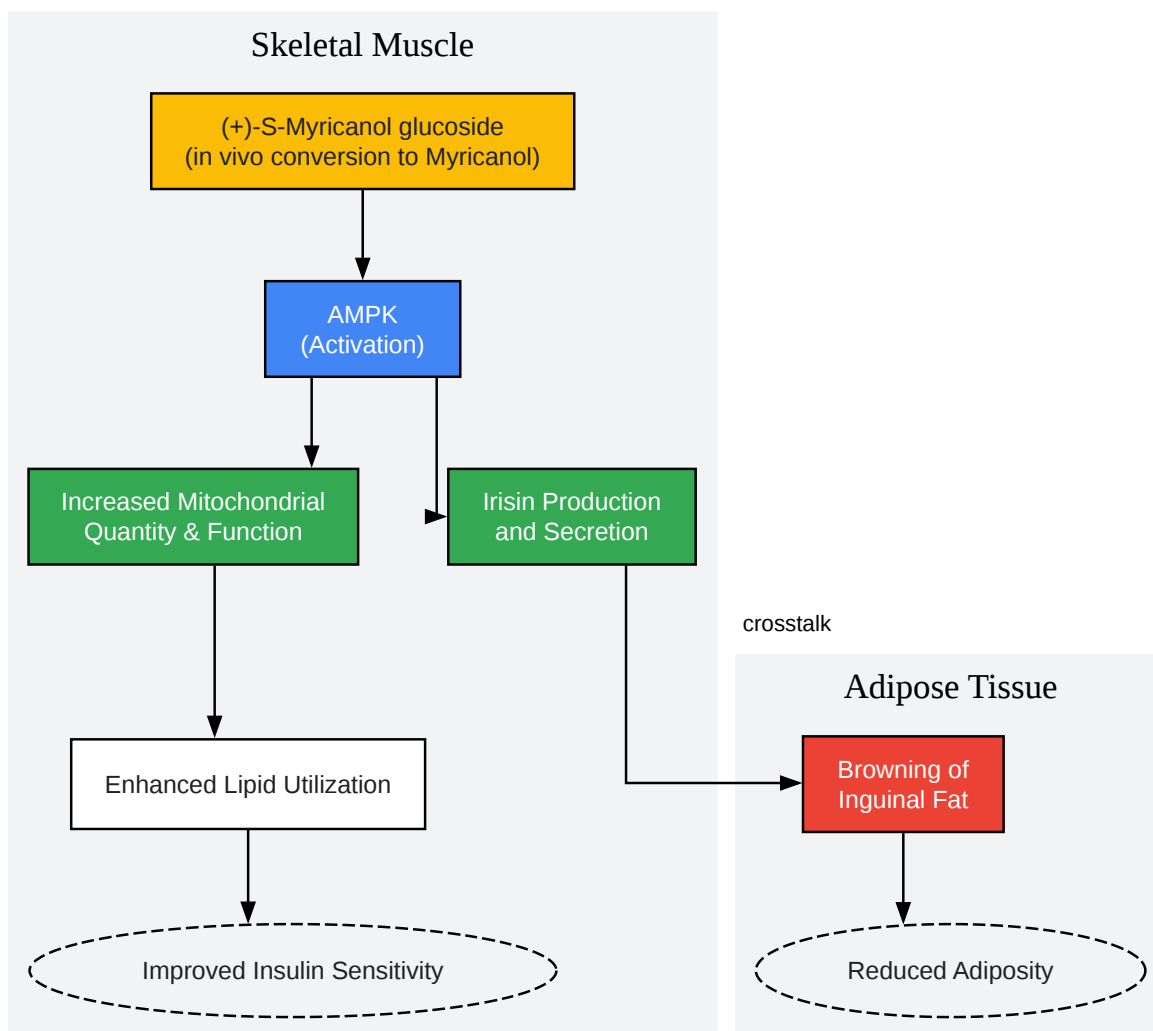 Skeletal Muscle
(+)-S-Myricanol glucoside
(in vivo conversion to Myricanol)
AMPK
(Activation)
Increased Mitochondrial
Quantity & Function
Irisin Production
and Secretion
crosstalk
Adipose Tissue
Enhanced Lipid Utilization
Browning of
Inguinal Fat
Improved Insulin Sensitivity
Reduced Adiposity